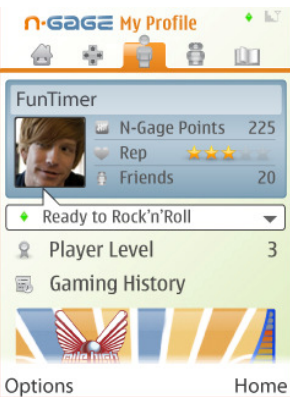 N-GAGE My Profile
FunTimer
N-Gage Points 225
Rep
Friends 20
Ready to Rock'n'Roll
Player Level 3
Gaming History
Options Home